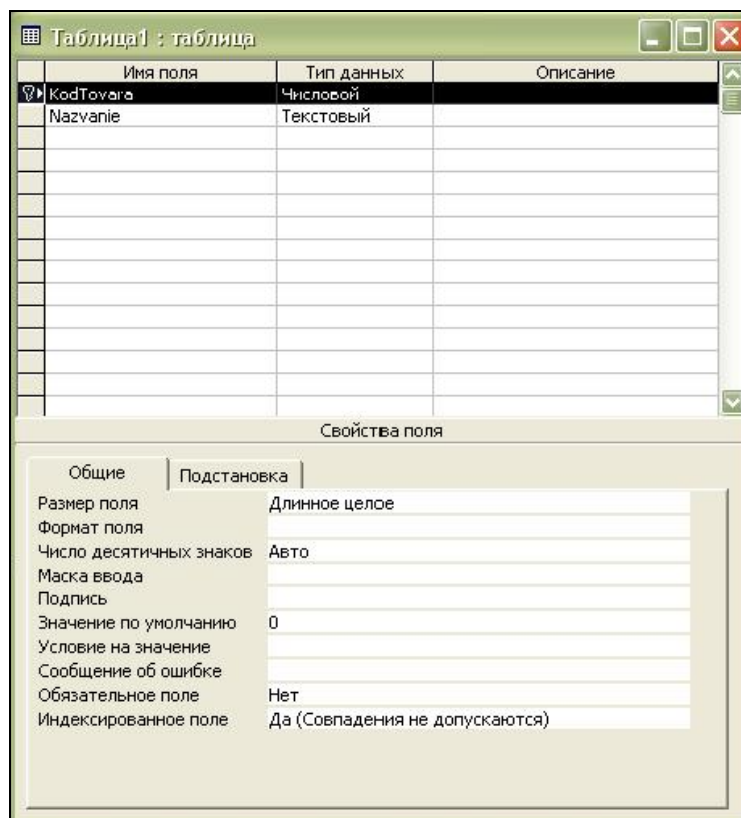 Таблица1 : таблица
Имя поля Тип данных Описание
KodTovara Числовой
Nazvanie Текстовый
Свойства поля
Общие Подстановка
Размер поля Длинное целое
Формат поля
Число десятичных знаков Авто
Маска ввода
Подпись
Значение по умолчанию 0
Условие на значение
Сообщение об ошибке
Обязательное поле Нет
Индексированное поле Да (Совпадения не допускаются)